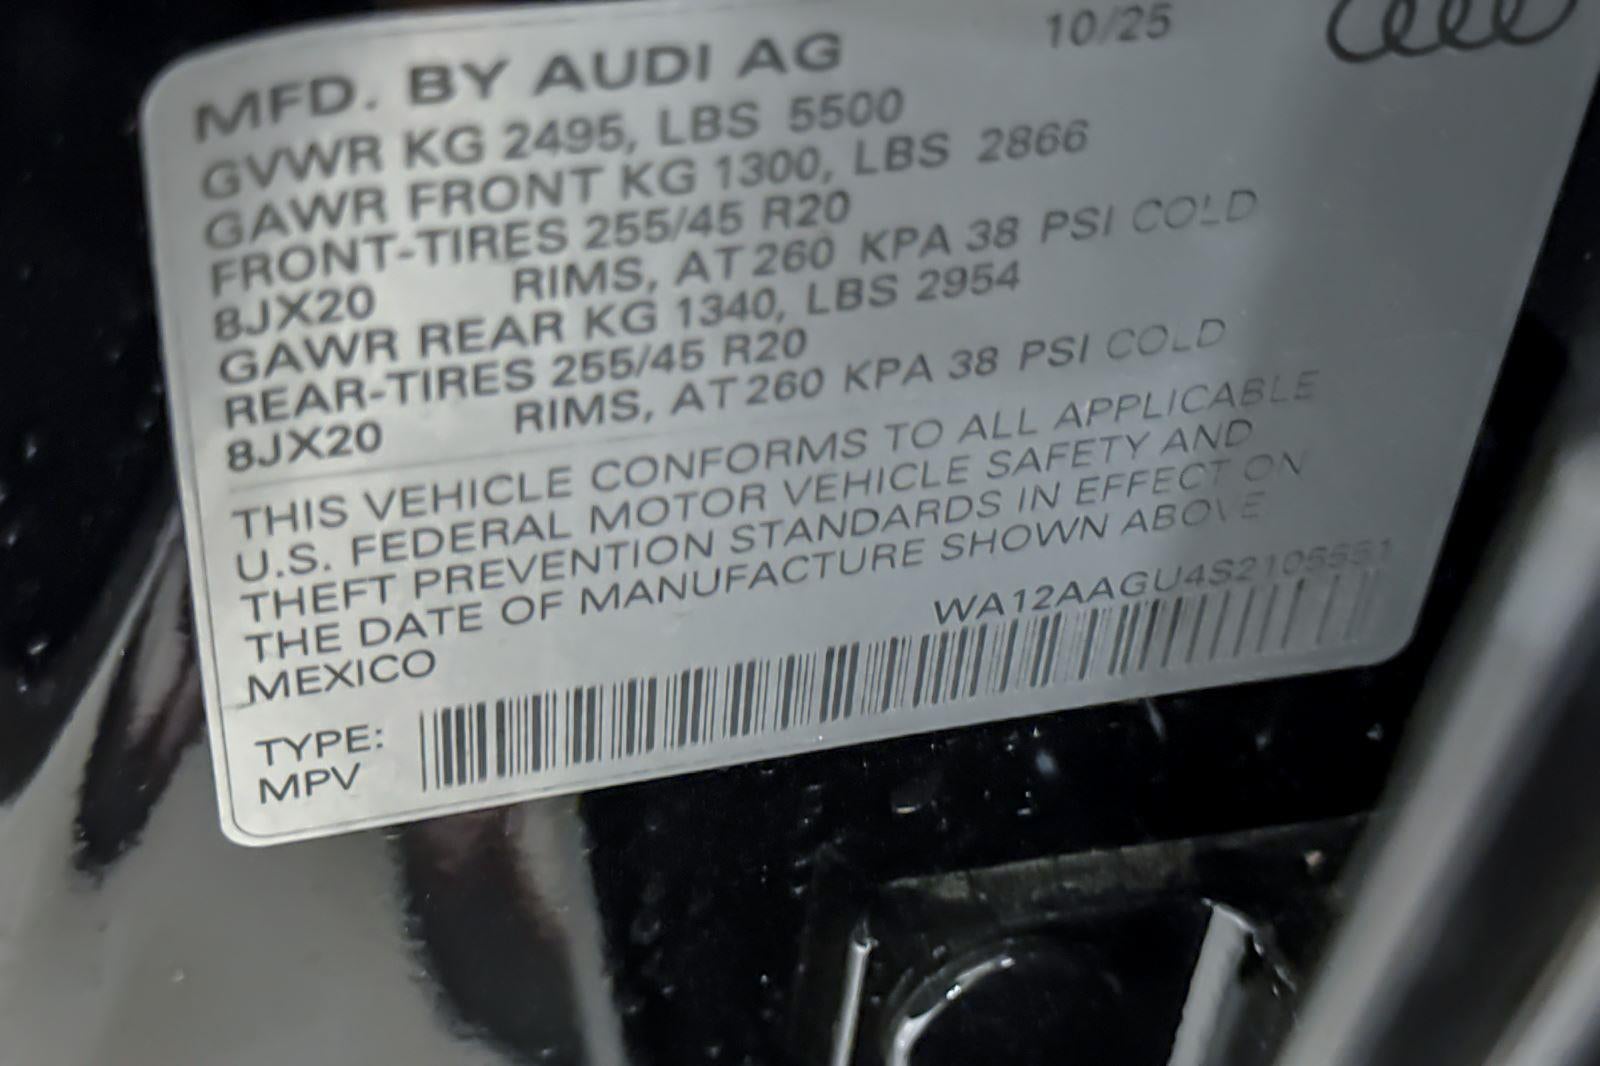 MFD. BY AUDI AG 10/25
GVWR KG 2495, LBS 5500
GAWR FRONT KG 1300, LBS 2866
FRONT-TIRES 255/45 R20
8JX20 RIMS, AT 260 KPA 38 PSI COLD
GAWR REAR KG 1340, LBS 2954
REAR-TIRES 255/45 R20
8JX20 RIMS, AT 260 KPA 38 PSI COLD
THIS VEHICLE CONFORMS TO ALL APPLICABLE
U.S. FEDERAL MOTOR VEHICLE SAFETY AND
THEFT PREVENTION STANDARDS IN EFFECT ON
THE DATE OF MANUFACTURE SHOWN ABOVE
MEXICO
TYPE:
MPV